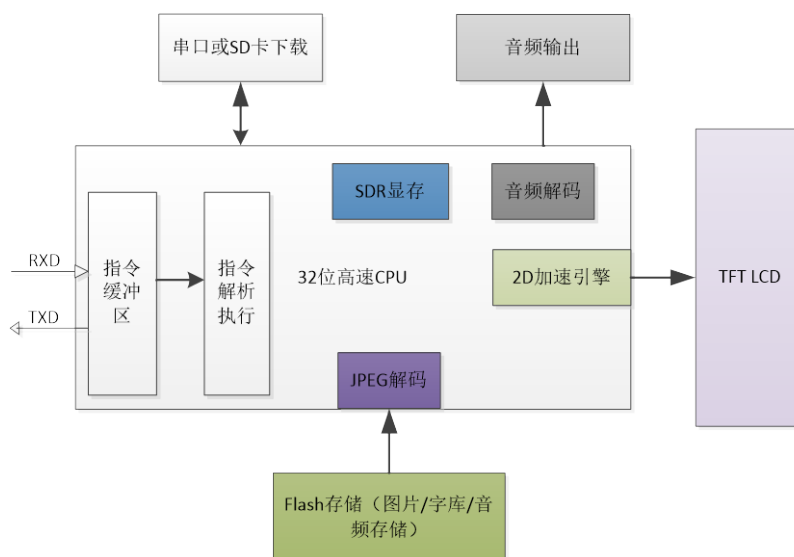 串口或SD卡下载
音频输出
SDR显存
音频解码
RXD
TXD
指令
缓冲
区
指令
解析
执行
32位高速CPU
2D加速引擎
TFT LCD
JPEG解码
Flash存储（图片/字库/音
频存储）